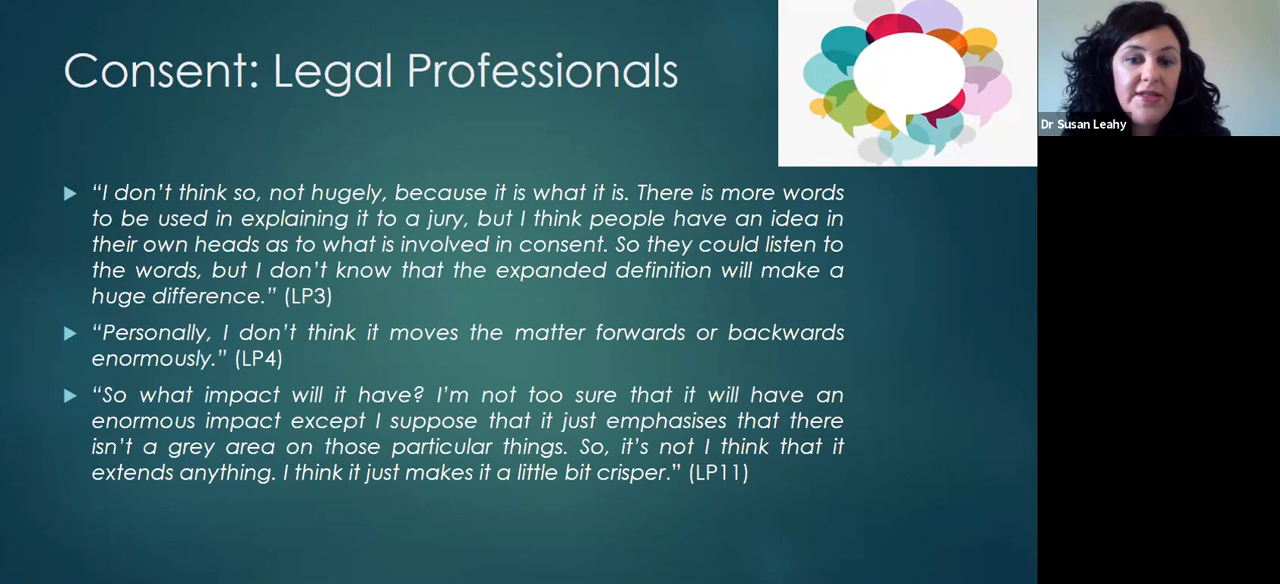 Consent: Legal Professionals
Dr Susan Leahy
“I don’t think so, not hugely, because it is what it is. There is more words
to be used in explaining it to a jury, but I think people have an idea in
their own heads as to what is involved in consent. So they could listen to
the words, but I don’t know that the expanded definition will make a
huge difference.” (LP3)
“Personally, I don’t think it moves the matter forwards or backwards
enormously.” (LP4)
“So what impact will it have? I’m not too sure that it will have an
enormous impact except I suppose that it just emphasises that there
isn’t a grey area on those particular things. So, it’s not I think that it
extends anything. I think it just makes it a little bit crisper.” (LP11)